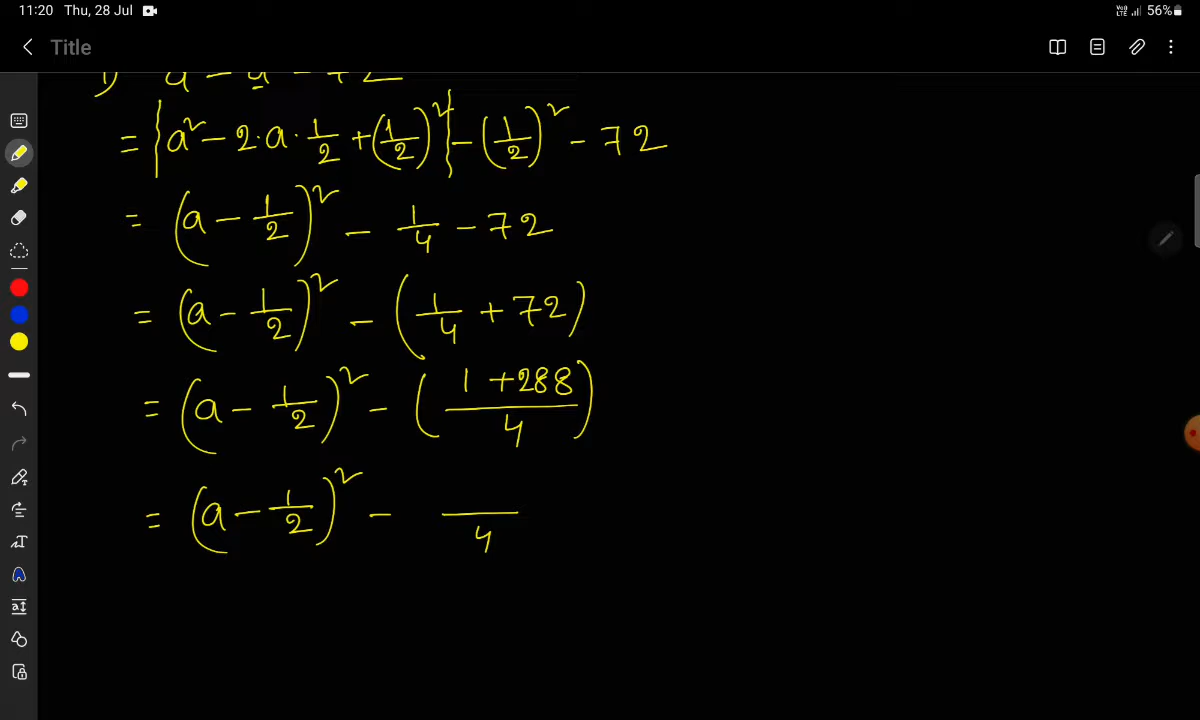 11:20 Thu, 28 Jul
VoD LTE 56%
Title
= {a² - 2·a·1/2 + (1/2)²} - (1/2)² - 72
= (a - 1/2)² - 1/4 - 72
= (a - 1/2)² - (1/4 + 72)
= (a - 1/2)² - (1+288/4)
= (a - 1/2)² - /4